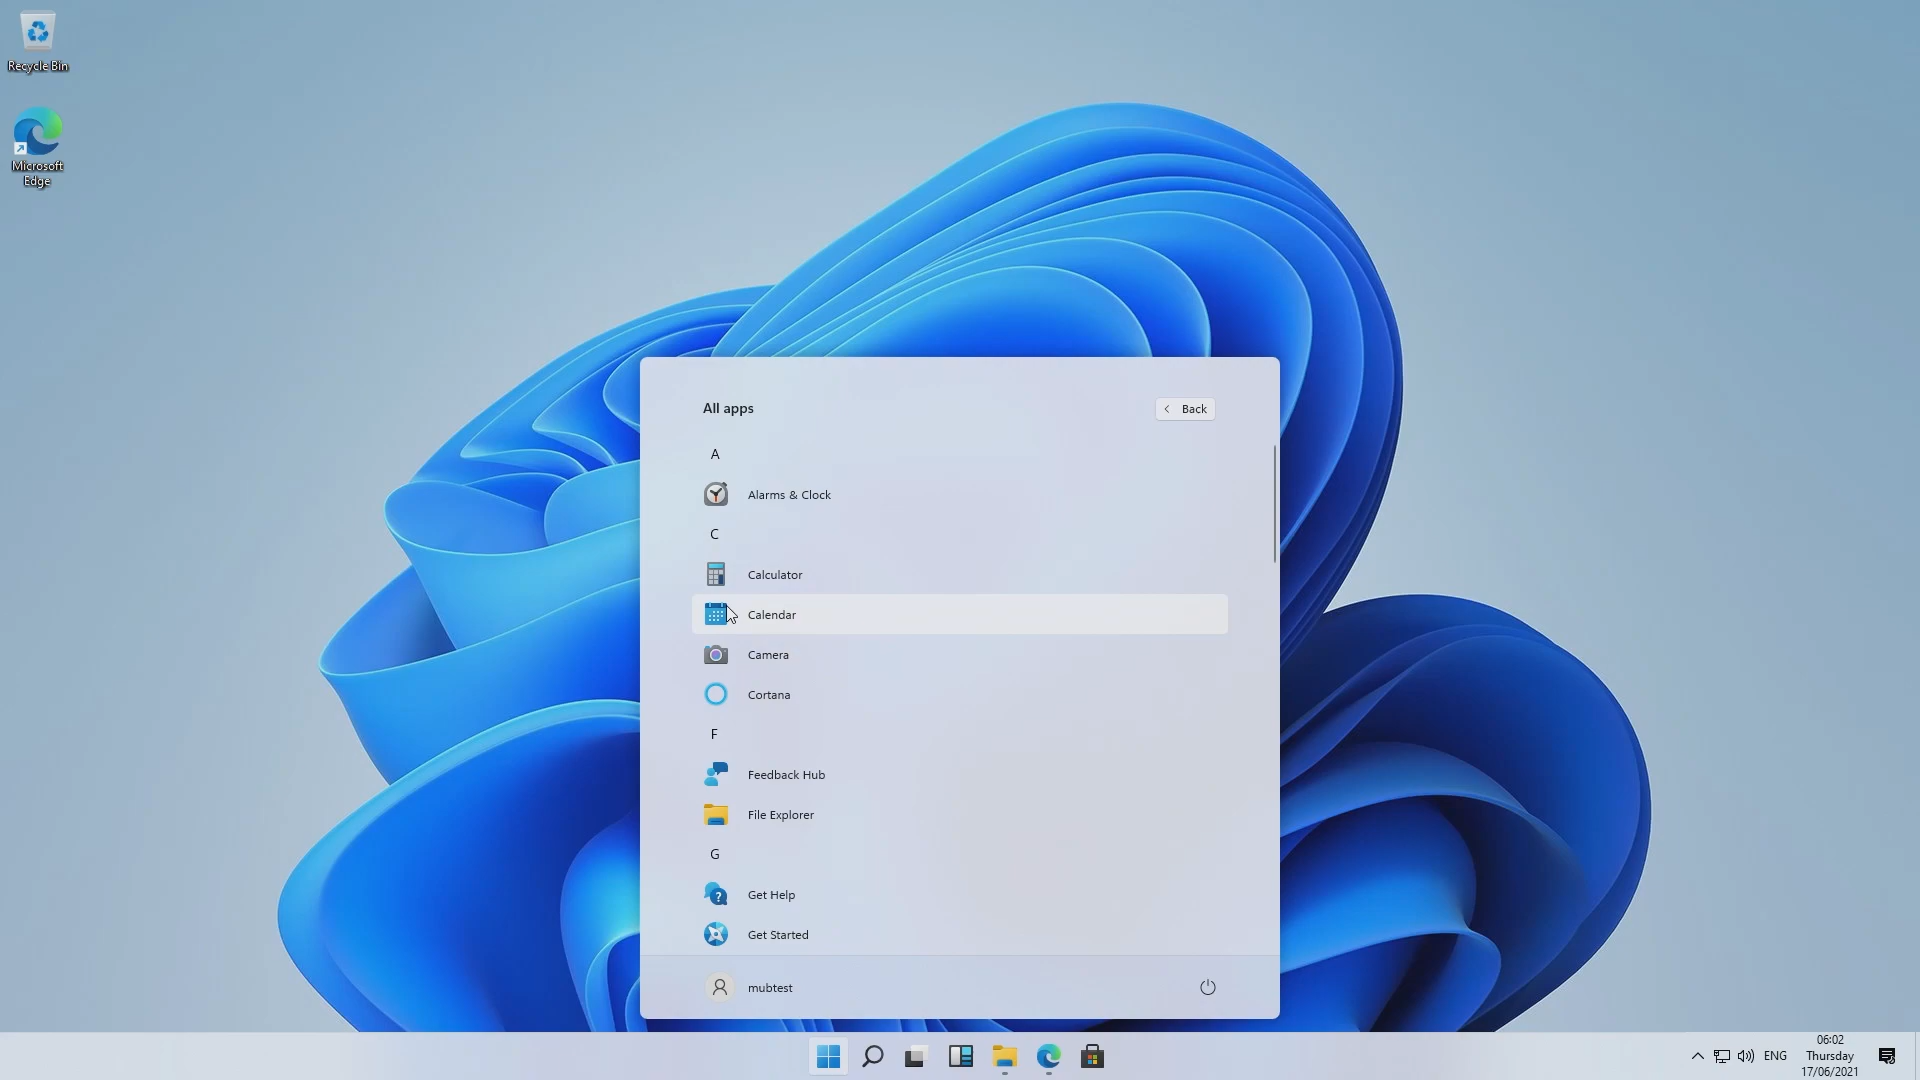 Recycle Bin
Microsoft
Edge
All apps
Back
A
Alarms & Clock
C
Calculator
Calendar
Camera
Cortana
F
Feedback Hub
File Explorer
G
Get Help
Get Started
mubtest
ENG
06:02
Thursday
17/06/2021